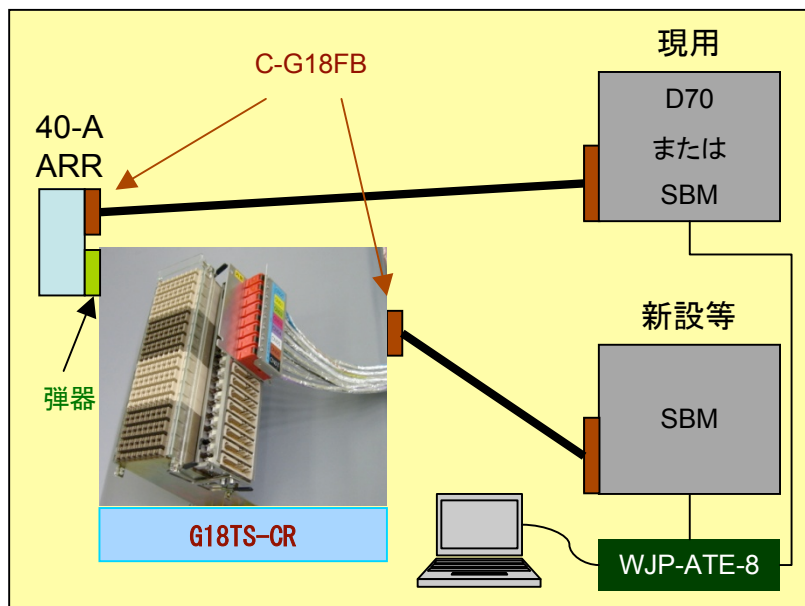 現用
C-G18FB
D70
または
SBM
40-A
ARR
新設等
弾器
SBM
G18TS-CR
WJP-ATE-8